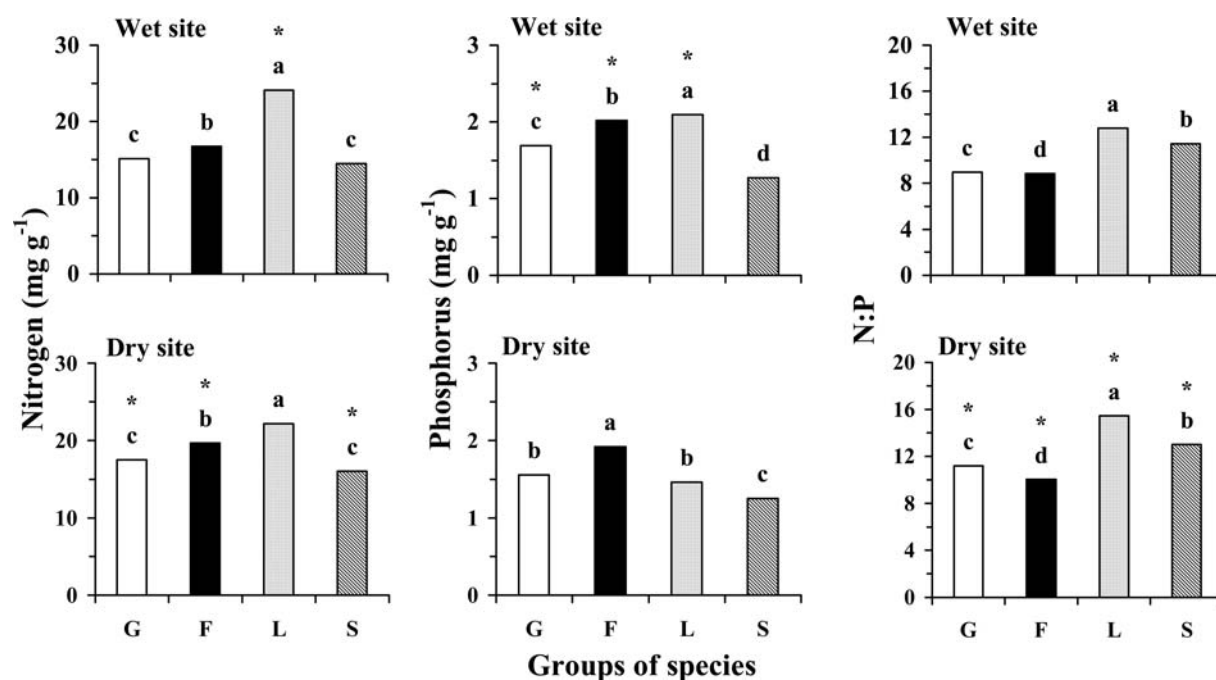 Wet site
Nitrogen (mg g-1)
30
20
10
0
c
b
*
a
c
Wet site
Phosphorus (mg g-1)
3
2
1
0
*
c
*
b
*
a
d
Wet site
N:P
20
16
12
8
4
0
c
d
a
b
Dry site
30
20
10
0
*
c
*
b
a
*
c
G F L S
Dry site
3
2
1
0
b
a
b
c
G F L S
Dry site
20
16
12
8
4
0
*
c
*
d
*
a
*
b
G F L S
Groups of species